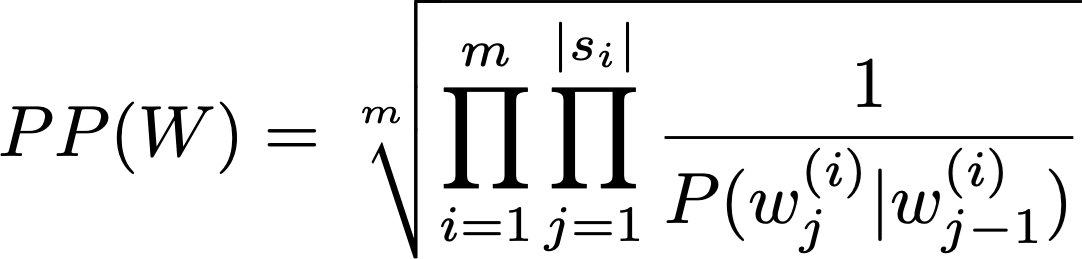 $PP(W) = \sqrt[m]{\prod_{i=1}^{m} \prod_{j=1}^{|s_i|} \frac{1}{P(w_j^{(i)} | w_{j-1}^{(i)})}}$